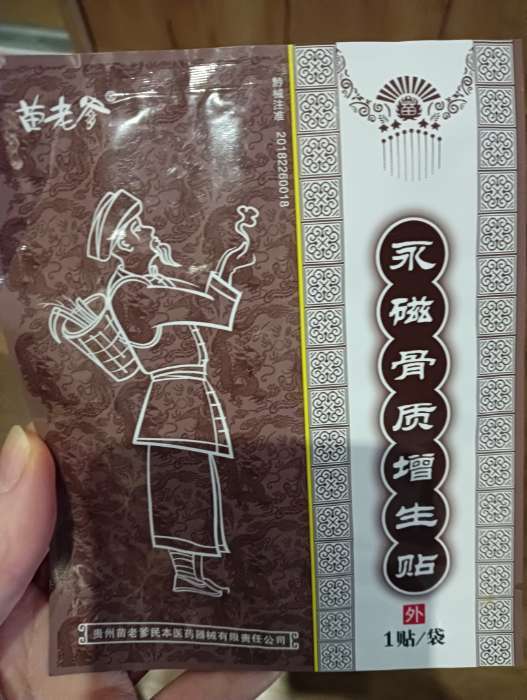 苗老爹
黔械注准 20182260018
永磁骨质增生贴
外
1贴/袋
贵州苗老爹民本医药器械有限责任公司